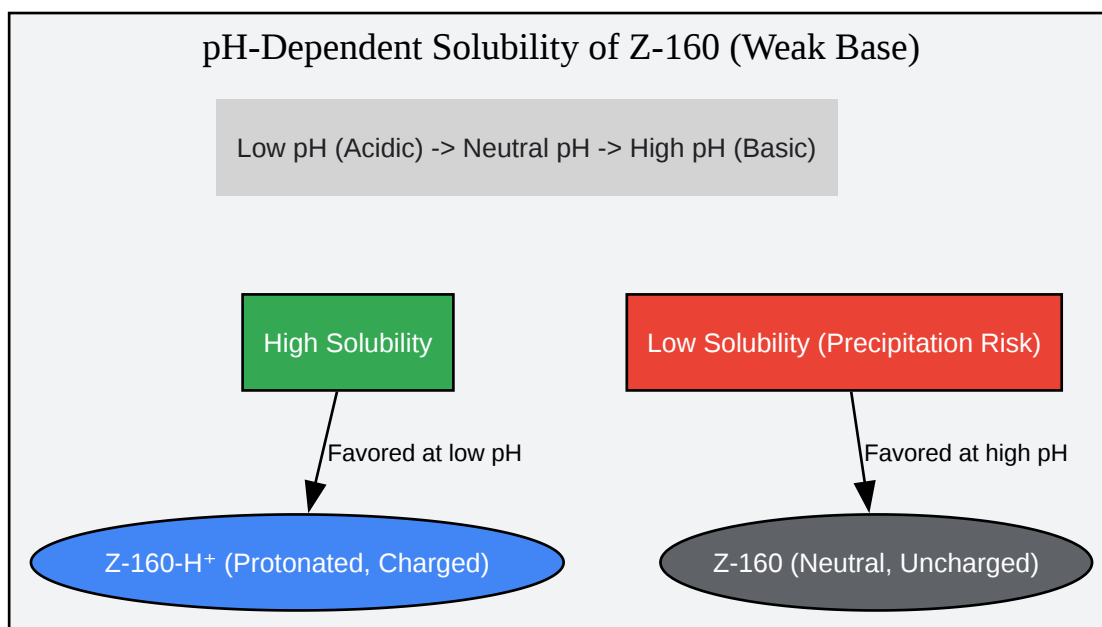 pH-Dependent Solubility of Z-160 (Weak Base)
Low pH (Acidic) -> Neutral pH -> High pH (Basic)
High Solubility
Low Solubility (Precipitation Risk)
Favored at low pH
Favored at high pH
Z-160-H⁺ (Protonated, Charged)
Z-160 (Neutral, Uncharged)